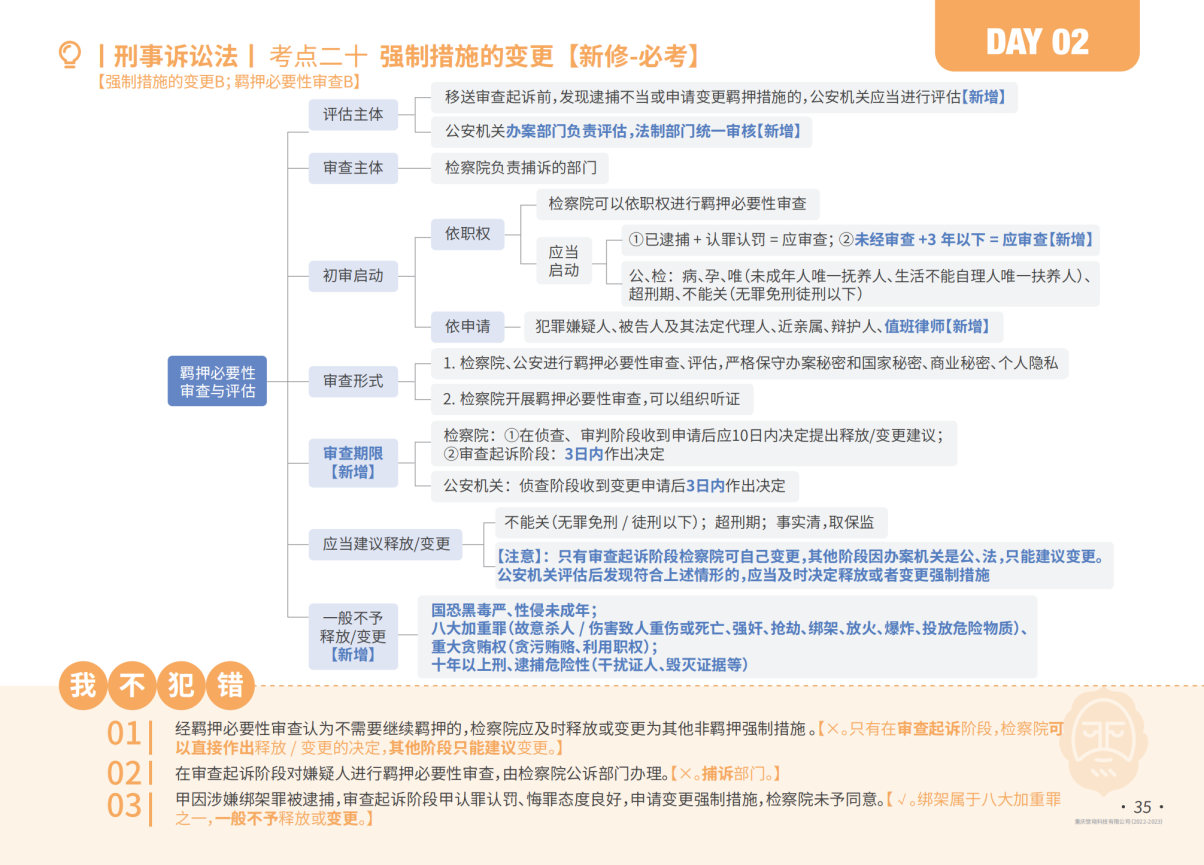 DAY 02
刑事诉讼法 考点二十 强制措施的变更【新修-必考】
【强制措施的变更B；羁押必要性审查B】
羁押必要性
审查与评估
评估主体
移送审查起诉前，发现逮捕不当或申请变更羁押措施的，公安机关应当进行评估【新增】
公安机关办案部门负责评估，法制部门统一审核【新增】
审查主体
检察院负责捕诉的部门
初审启动
依职权
检察院可以依职权进行羁押必要性审查
应当
启动
①已逮捕 + 认罪认罚 = 应审查；②未经审查 +3 年以下 = 应审查【新增】
公、检：病、孕、唯（未成年人唯一抚养人、生活不能自理人唯一扶养人）、
超刑期、不能关（无罪免刑徒刑以下）
依申请
犯罪嫌疑人、被告人及其法定代理人、近亲属、辩护人、值班律师【新增】
审查形式
1. 检察院、公安进行羁押必要性审查、评估，严格保守办案秘密和国家秘密、商业秘密、个人隐私
2. 检察院开展羁押必要性审查，可以组织听证
审查期限
【新增】
检察院：①在侦查、审判阶段收到申请后应10日内决定提出释放/变更建议；
②审查起诉阶段：3日内作出决定
公安机关：侦查阶段收到变更申请后3日内作出决定
应当建议释放/变更
不能关（无罪免刑 / 徒刑以下）；超刑期；事实清，取保监
【注意】：只有审查起诉阶段检察院可自己变更，其他阶段因办案机关是公、法，只能建议变更。
公安机关评估后发现符合上述情形的，应当及时决定释放或者变更强制措施
一般不予
释放/变更
【新增】
国恐黑毒严、性侵未成年；
八大加重罪（故意杀人 / 伤害致人重伤或死亡、强奸、抢劫、绑架、放火、爆炸、投放危险物质）、
重大贪贿权（贪污贿赂、利用职权）；
十年以上刑、逮捕危险性（干扰证人、毁灭证据等）
我不犯错
01 经羁押必要性审查认为不需要继续羁押的，检察院应及时释放或变更为其他非羁押强制措施。【×。只有在审查起诉阶段，检察院可
以直接作出释放 / 变更的决定，其他阶段只能建议变更。】
02 在审查起诉阶段对嫌疑人进行羁押必要性审查，由检察院公诉部门办理。【×。捕诉部门。】
03 甲因涉嫌绑架罪被逮捕，审查起诉阶段甲认罪认罚、悔罪态度良好，申请变更强制措施，检察院未予同意。【√。绑架属于八大加重罪
之一，一般不予释放或变更。】
· 35 ·